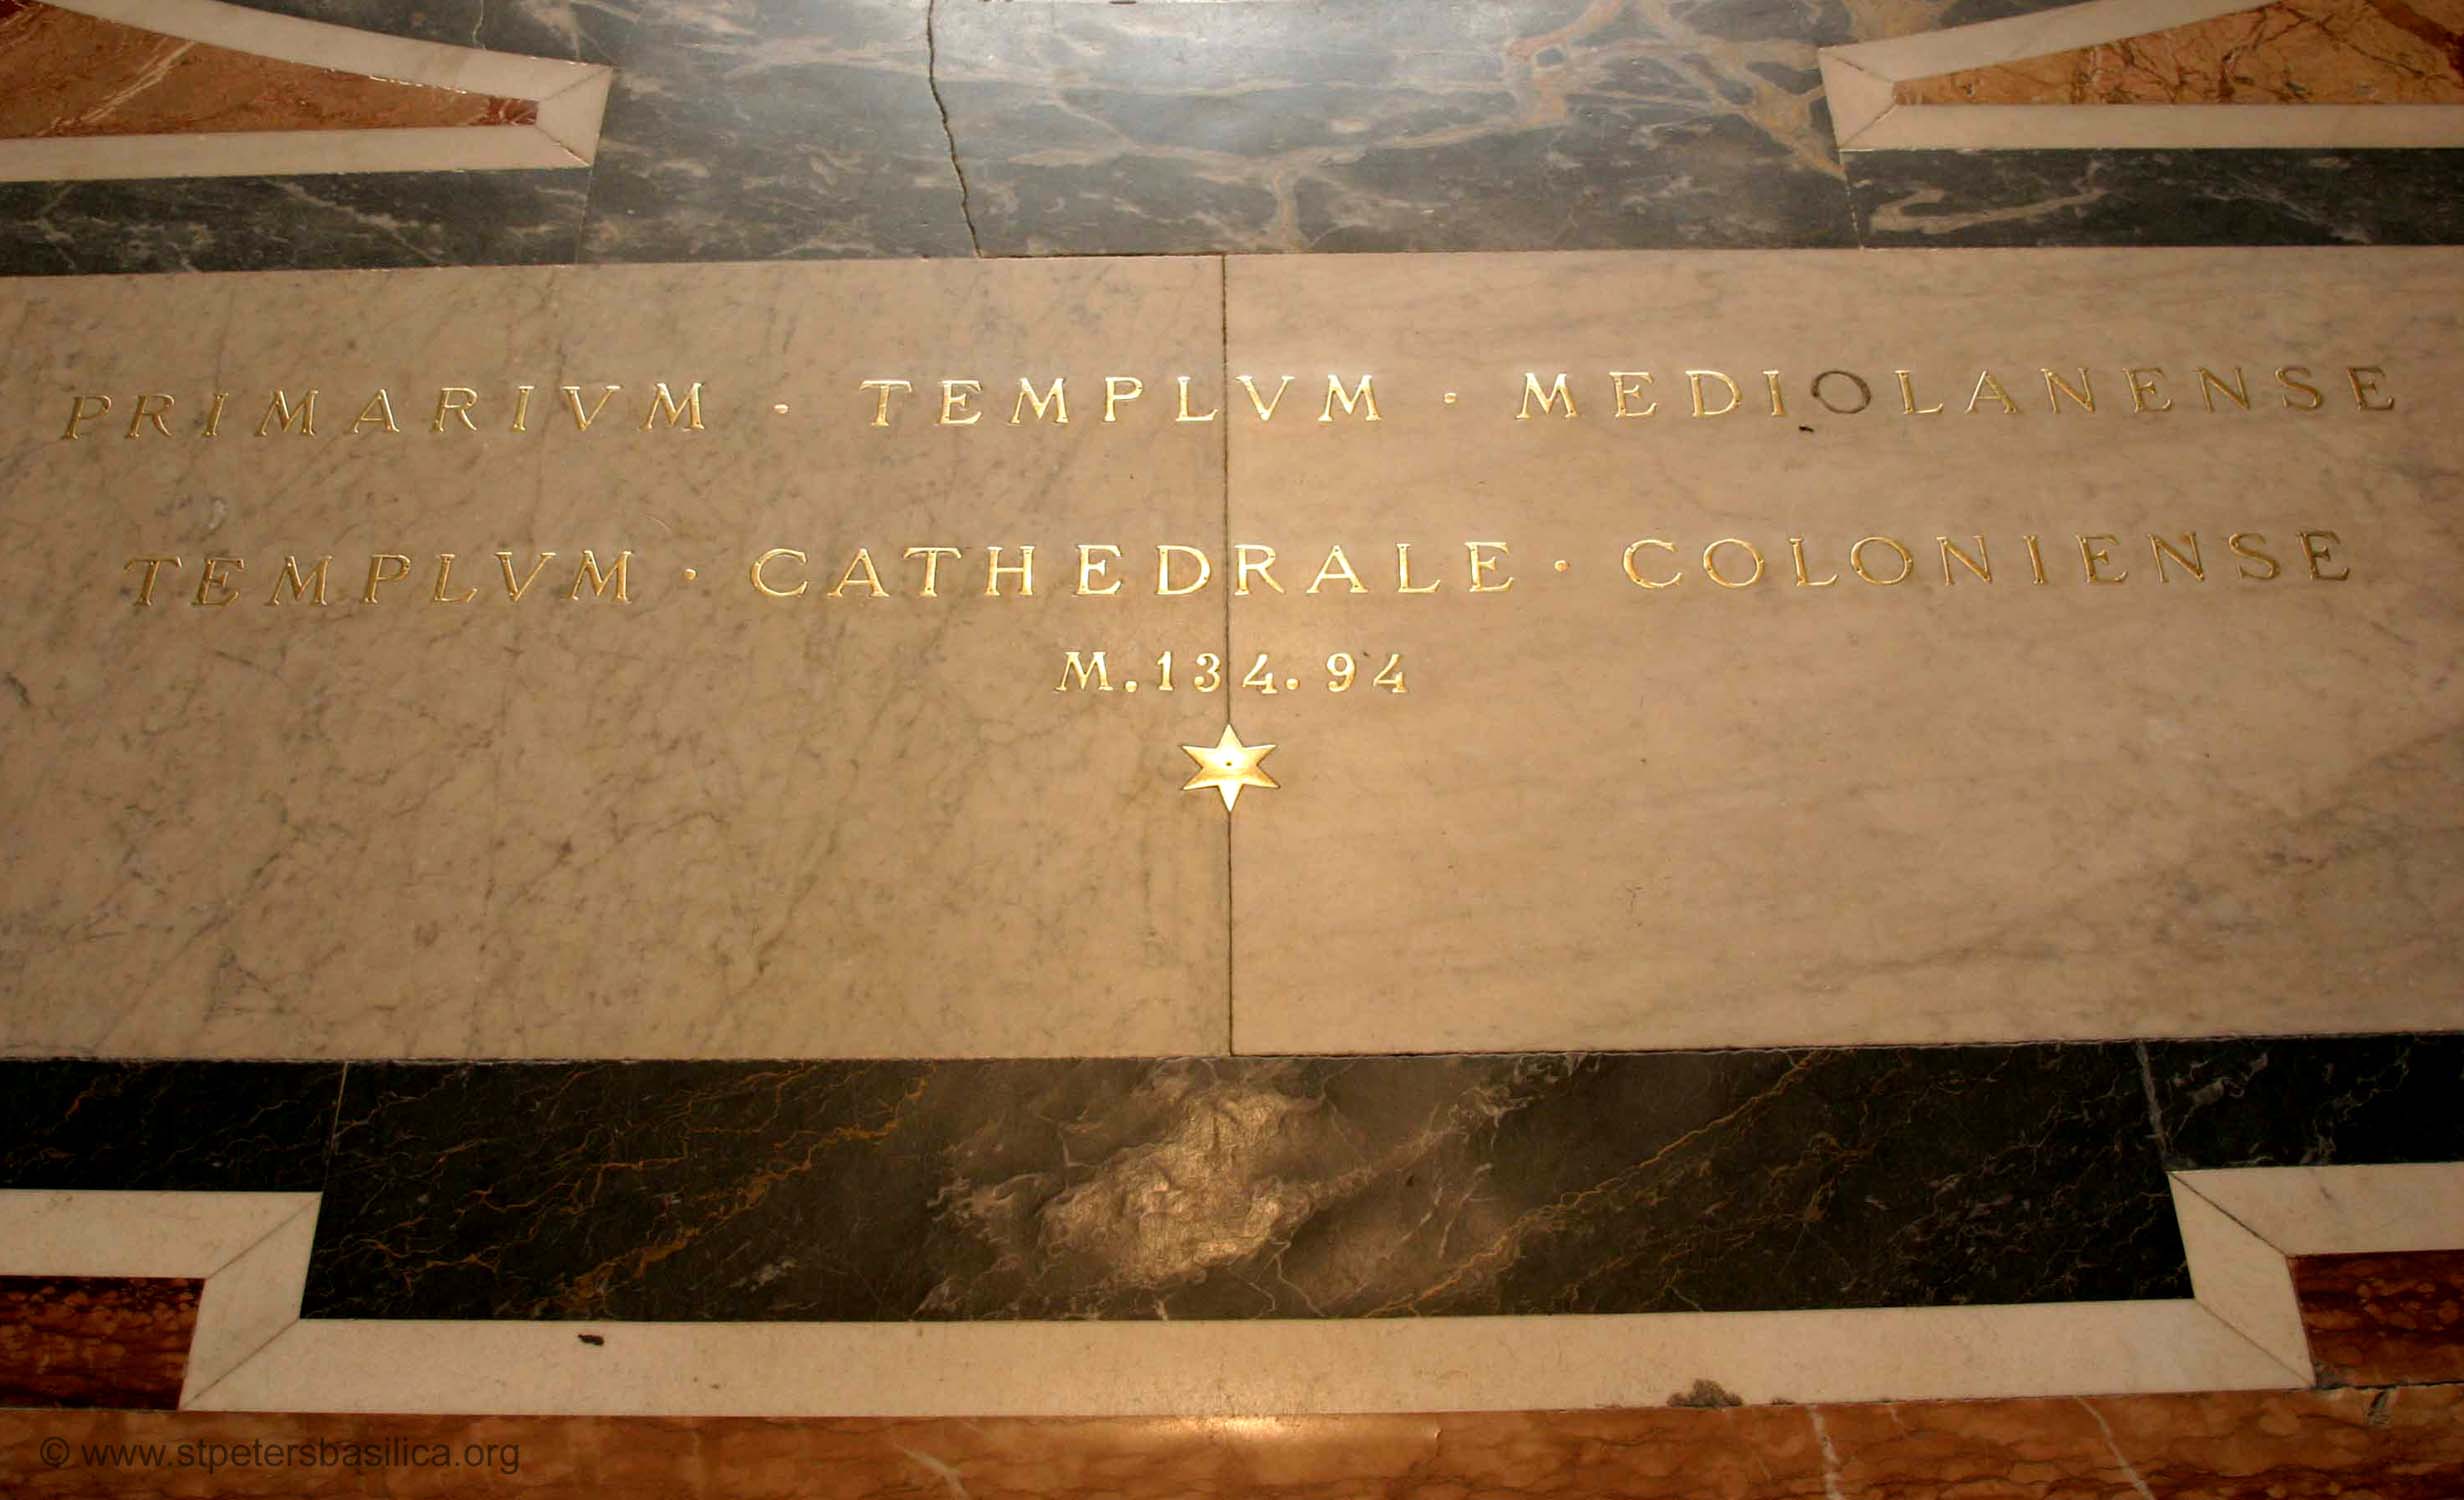 PRIMARIVM · TEMPLVM · MEDIOLANENSE
TEMPLVM · CATHEDRALE · COLONIENSE
M.134.94
© www.stpetersbasilica.org